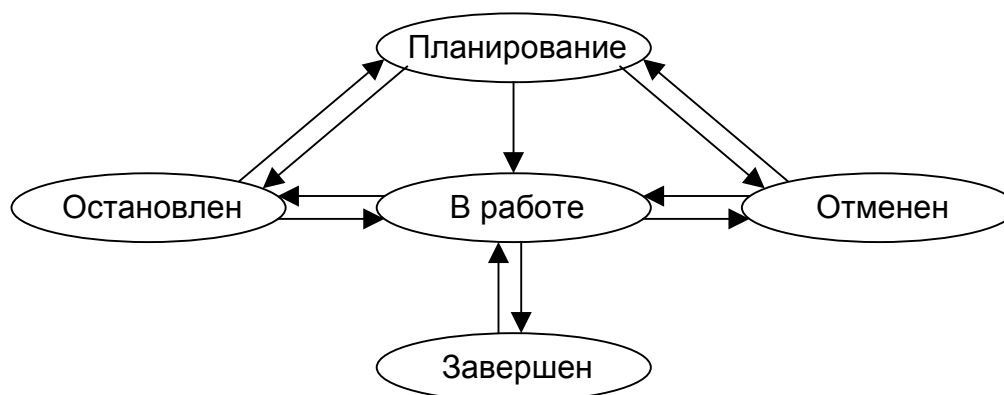 Планирование
Остановлен
В работе
Отменен
Завершен